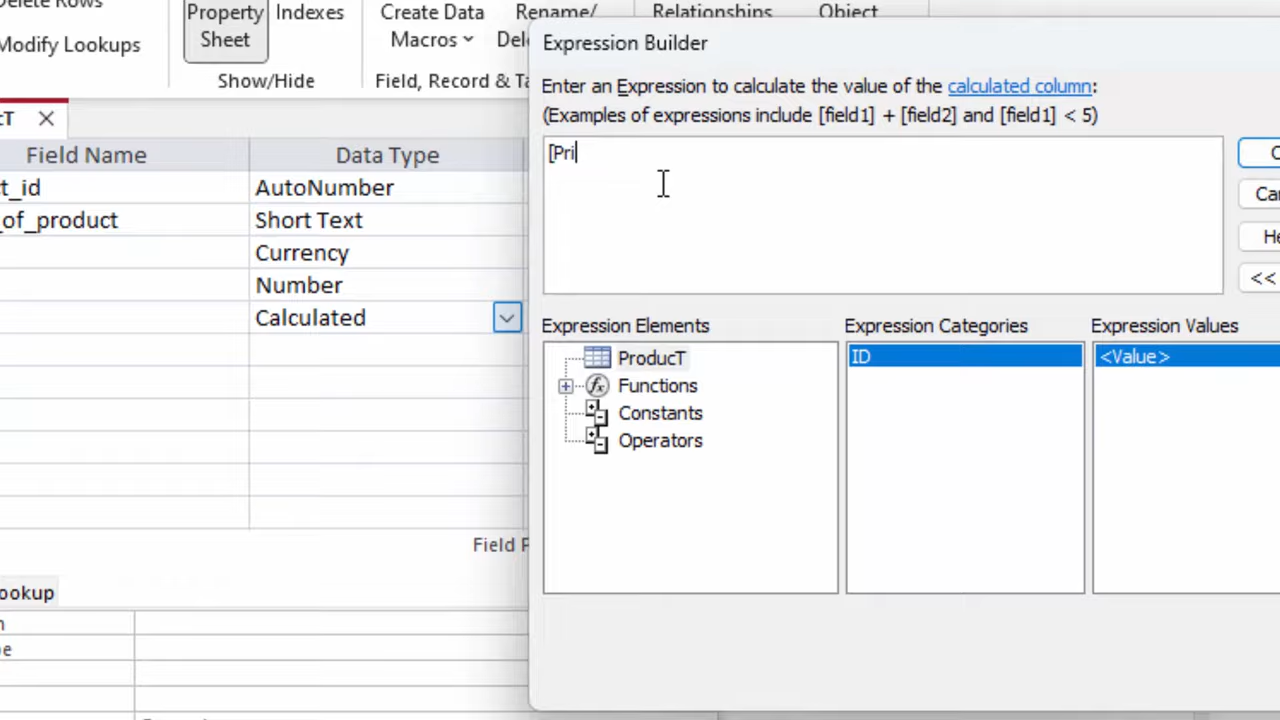 Property
Sheet
Indexes
Create Data
Macros
Rename/
Relationships
Object
Modify Lookups
Show/Hide
Field, Record & Ta
T
Field Name
Data Type
t_id
AutoNumber
_of_product
Short Text
Currency
Number
Calculated
Field P
ookup
Expression Builder
Enter an Expression to calculate the value of the calculated column:
(Examples of expressions include [field1] + [field2] and [field1] < 5)
[Pri
Ca
He
<<
Expression Elements
Expression Categories
Expression Values
ProducT
Functions
Constants
Operators
ID
<Value>